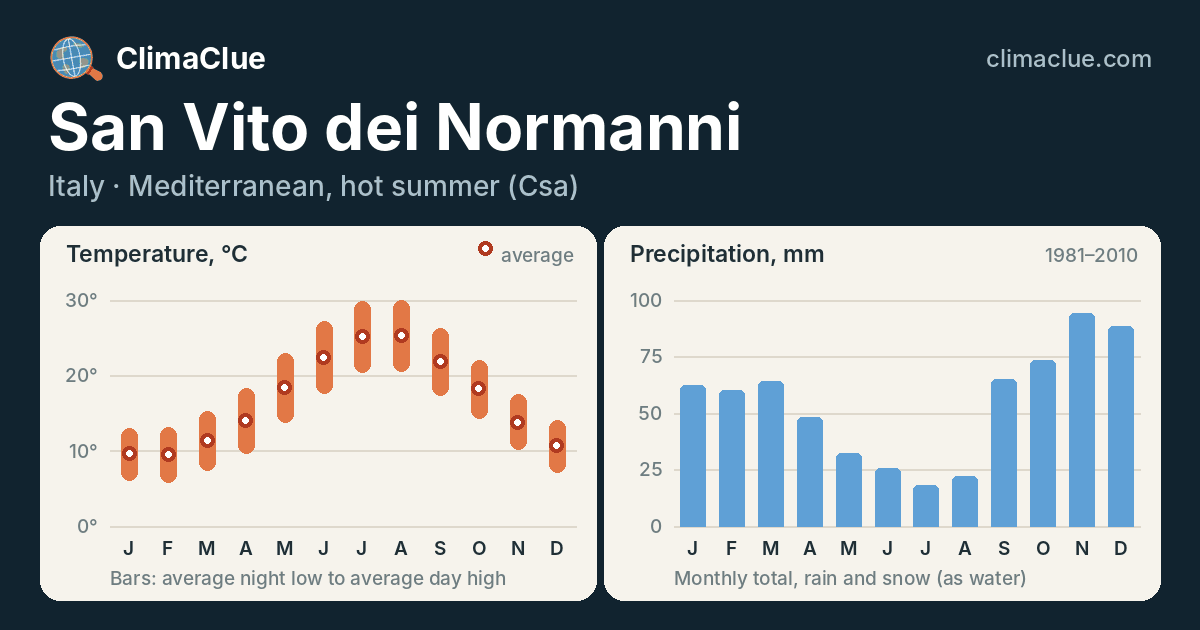 ClimaClue
climaclue.com
San Vito dei Normanni
Italy · Mediterranean, hot summer (Csa)
Temperature, °C
average
30°
20°
10°
0°
J F M A M J J A S O N D
Bars: average night low to average day high
Precipitation, mm
1981–2010
100
75
50
25
0
J F M A M J J A S O N D
Monthly total, rain and snow (as water)